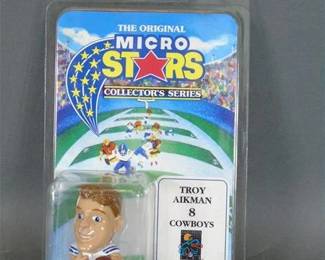 THE ORIGINAL
MICRO
STARS
COLLECTOR'S SERIES
TROY
AIKMAN
8
COWBOYS